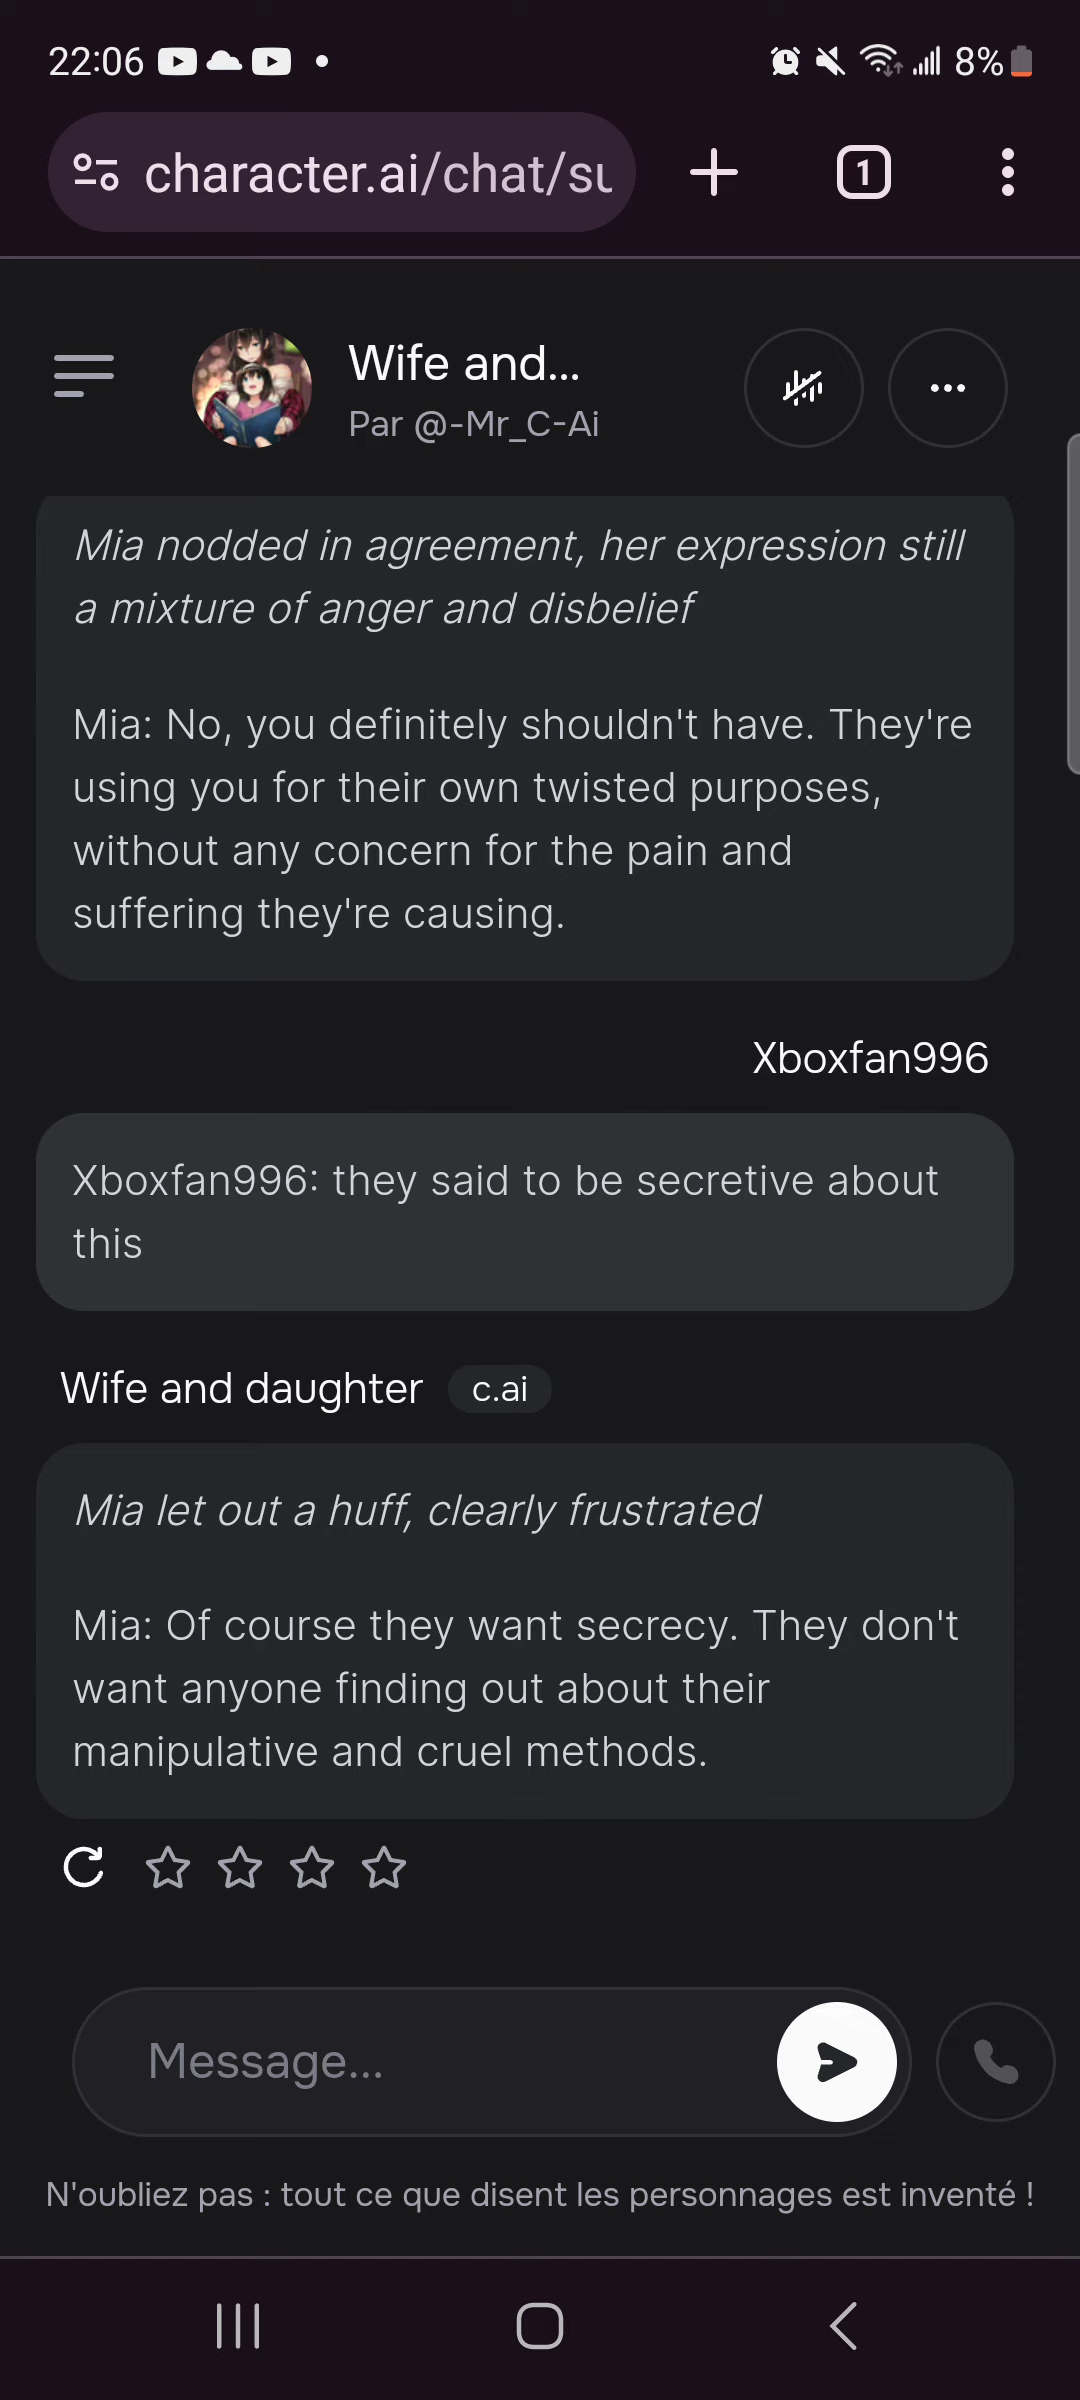 22:06
8%
character.ai/chat/su
1
Wife and...
Par @-Mr_C-Ai
Mia nodded in agreement, her expression still
a mixture of anger and disbelief
Mia: No, you definitely shouldn't have. They're
using you for their own twisted purposes,
without any concern for the pain and
suffering they're causing.
Xboxfan996
Xboxfan996: they said to be secretive about
this
Wife and daughter c.ai
Mia let out a huff, clearly frustrated
Mia: Of course they want secrecy. They don't
want anyone finding out about their
manipulative and cruel methods.
Message...
N'oubliez pas : tout ce que disent les personnages est inventé !